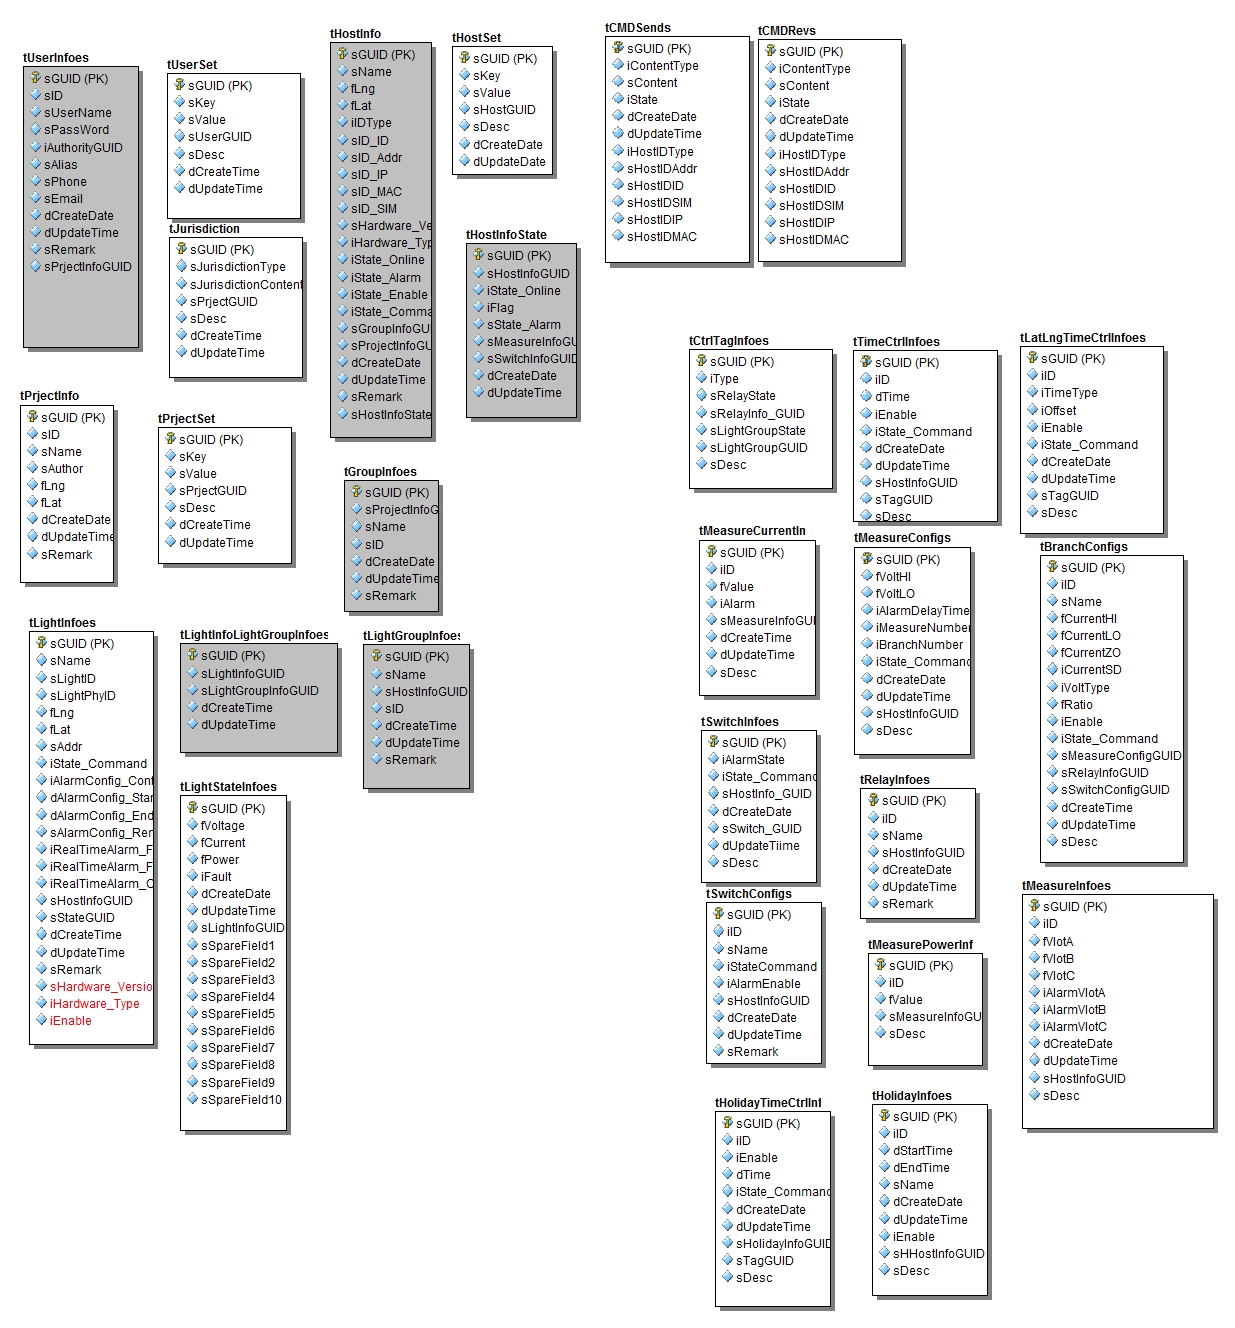 tUserInfoes
sGUID (PK)
sID
sUserName
sPassWord
iAuthorityGUID
sAlias
sPhone
sEmail
dCreateDate
dUpdateTime
sRemark
sPrjectInfoGUID
tUserSet
sGUID (PK)
sKey
sValue
sUserGUID
sDesc
dCreateTime
dUpdateTime
tJurisdiction
sGUID (PK)
sJurisdictionType
sJurisdictionConten
sPrjectGUID
sDesc
dCreateTime
dUpdateTime
tHostInfo
sGUID (PK)
sName
fLng
fLat
iIDType
sID_ID
sID_Addr
sID_IP
sID_MAC
sID_SIM
sHardware_Ve
iHardware_Typ
iState_Online
iState_Alarm
iState_Enable
iState_Comma
sGroupInfoGU
sProjectInfoGU
dCreateDate
dUpdateTime
sRemark
sHostInfoState
tHostSet
sGUID (PK)
sKey
sValue
sHostGUID
sDesc
dCreateDate
dUpdateDate
tHostInfoState
sGUID (PK)
sHostInfoGUID
iState_Online
iFlag
sState_Alarm
sMeasureInfoGU
sSwitchInfoGUID
dCreateDate
dUpdateTime
tCMDSends
sGUID (PK)
iContentType
sContent
iState
dCreateDate
dUpdateTime
iHostIDType
sHostIDAddr
sHostIDID
sHostIDSIM
sHostIDIP
sHostIDMAC
tCMDRevs
sGUID (PK)
iContentType
sContent
iState
dCreateDate
dUpdateTime
iHostIDType
sHostIDAddr
sHostIDID
sHostIDSIM
sHostIDIP
sHostIDMAC
tPrjectInfo
sGUID (PK)
sID
sName
sAuthor
fLng
fLat
dCreateDate
dUpdateTime
sRemark
tPrjectSet
sGUID (PK)
sKey
sValue
sPrjectGUID
sDesc
dCreateTime
dUpdateTime
tGroupInfoes
sGUID (PK)
sProjectInfoG
sName
sID
dCreateDate
dUpdateTime
sRemark
tCtrlTagInfoes
sGUID (PK)
iType
sRelayState
sRelayInfo_GUID
sLightGroupState
sLightGroupGUID
sDesc
tTimeCtrlInfoes
sGUID (PK)
iID
dTime
iEnable
iState_Command
dCreateDate
dUpdateTime
sHostInfoGUID
sTagGUID
sDesc
tLatLngTimeCtrlInfoes
sGUID (PK)
iID
iTimeType
iOffset
iEnable
iState_Command
dCreateDate
dUpdateTime
sTagGUID
sDesc
tMeasureCurrentIn
sGUID (PK)
iID
fValue
iAlarm
sMeasureInfoGUI
dCreateTime
dUpdateTime
sDesc
tMeasureConfigs
sGUID (PK)
fVoltHI
fVoltLO
iAlarmDelayTime
iMeasureNumber
iBranchNumber
iState_Command
dCreateDate
dUpdateTime
sHostInfoGUID
sDesc
tBranchConfigs
sGUID (PK)
iID
sName
fCurrentHI
fCurrentLO
fCurrentZO
iCurrentSD
iVoltType
fRatio
iEnable
iState_Command
sMeasureConfigGUID
sRelayInfoGUID
sSwitchConfigGUID
dCreateTime
dUpdateTime
sDesc
tLightInfoes
sGUID (PK)
sName
sLightID
sLightPhyID
fLng
fLat
sAddr
iState_Command
iAlarmConfig_Conf
dAlarmConfig_Star
dAlarmConfig_End
sAlarmConfig_Rem
iRealTimeAlarm_F
iRealTimeAlarm_F
iRealTimeAlarm_C
sHostInfoGUID
sStateGUID
dCreateTime
dUpdateTime
sRemark
sHardware_Versio
iHardware_Type
iEnable
tLightInfoLightGroupInfoes
sGUID (PK)
sLightInfoGUID
sLightGroupInfoGUID
dCreateTime
dUpdateTime
tLightGroupInfoes
sGUID (PK)
sName
sHostInfoGUID
sID
dCreateTime
dUpdateTime
sRemark
tLightStateInfoes
sGUID (PK)
fVoltage
fCurrent
fPower
iFault
dCreateDate
dUpdateTime
sLightInfoGUID
sSpareField1
sSpareField2
sSpareField3
sSpareField4
sSpareField5
sSpareField6
sSpareField7
sSpareField8
sSpareField9
sSpareField10
tSwitchInfoes
sGUID (PK)
iAlarmState
iState_Command
sHostInfo_GUID
dCreateDate
sSwitch_GUID
dUpdateTiime
sDesc
tRelayInfoes
sGUID (PK)
iID
sName
sHostInfoGUID
dCreateDate
dUpdateTime
sRemark
tSwitchConfigs
sGUID (PK)
iID
sName
iStateCommand
iAlarmEnable
sHostInfoGUID
dCreateDate
dUpdateTime
sRemark
tMeasurePowerInf
sGUID (PK)
iID
fValue
sMeasureInfoGU
sDesc
tMeasureInfoes
sGUID (PK)
iID
fVlotA
fVlotB
fVlotC
iAlarmVlotA
iAlarmVlotB
iAlarmVlotC
dCreateDate
dUpdateTime
sHostInfoGUID
sDesc
tHolidayTimeCtrlInf
sGUID (PK)
iID
iEnable
dTime
iState_Command
dCreateDate
dUpdateTime
sHolidayInfoGUID
sTagGUID
sDesc
tHolidayInfoes
sGUID (PK)
iID
dStartTime
dEndTime
sName
dCreateDate
dUpdateTime
iEnable
sHHostInfoGUID
sDesc